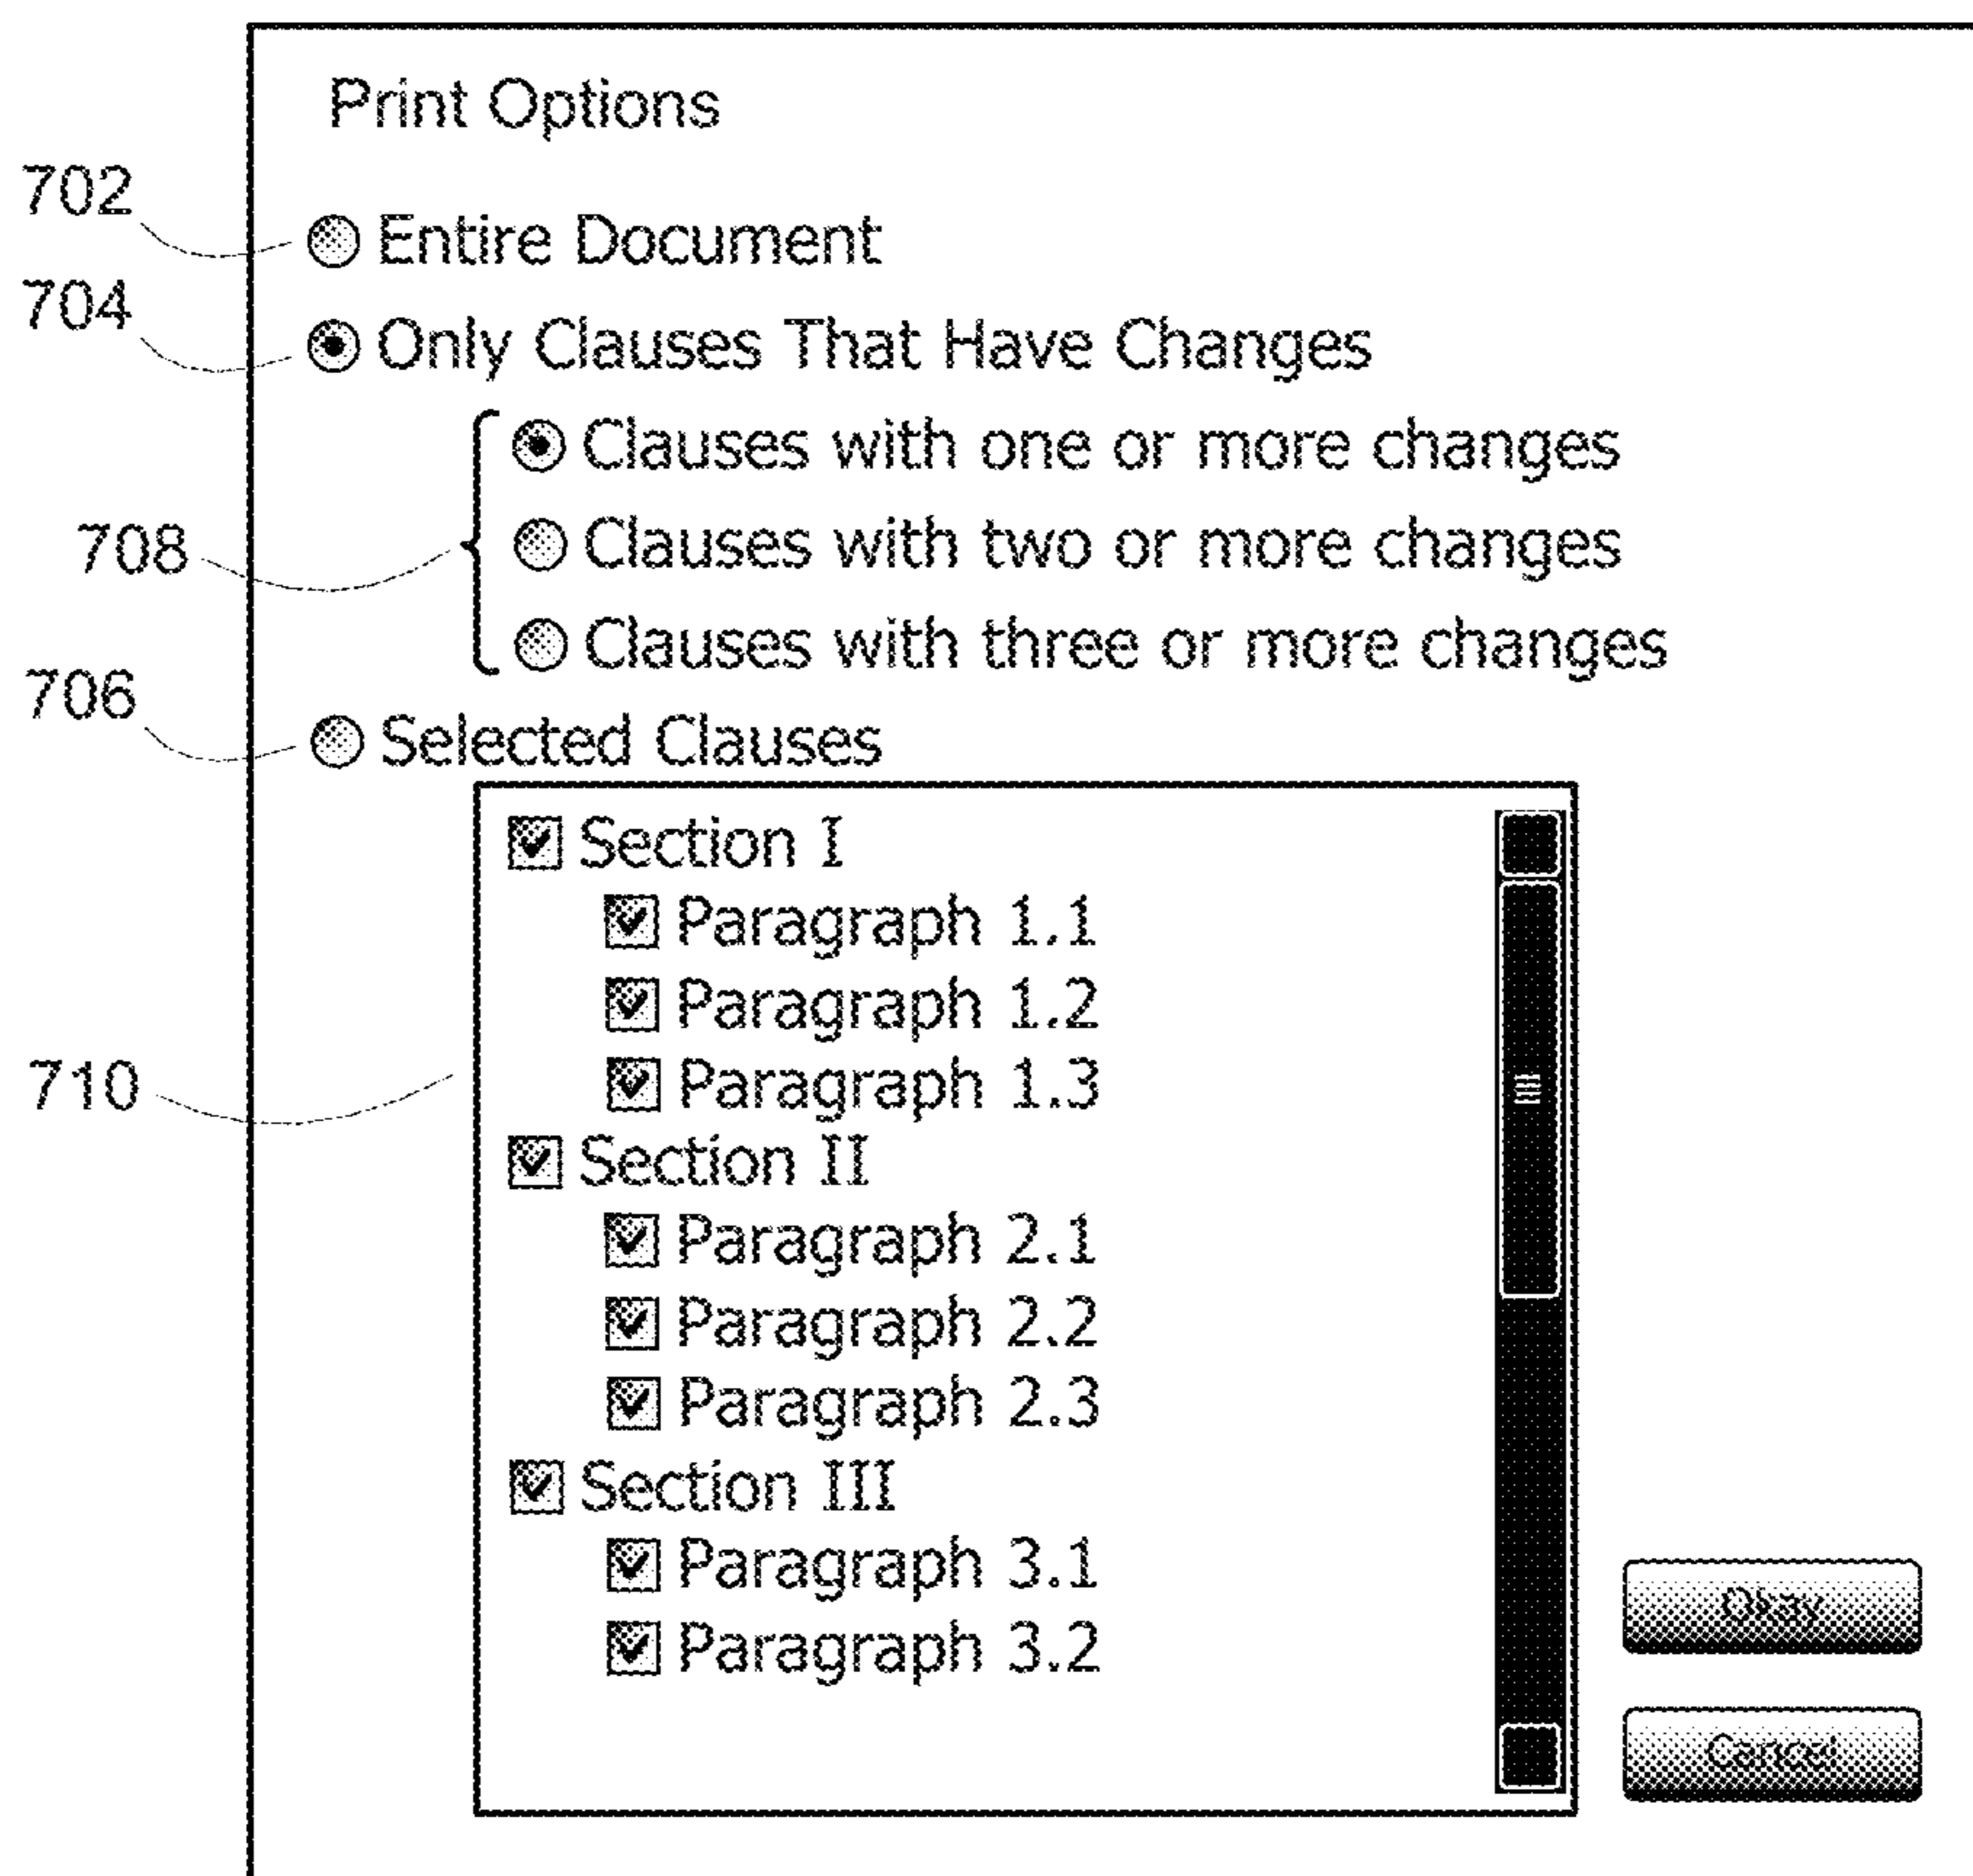 Print Options
702
Entire Document
704
Only Clauses That Have Changes
Clauses with one or more changes
708
Clauses with two or more changes
Clauses with three or more changes
706
Selected Clauses
Section I
Paragraph 1.1
Paragraph 1.2
710
Paragraph 1.3
Section II
Paragraph 2.1
Paragraph 2.2
Paragraph 2.3
Section III
Paragraph 3.1
Paragraph 3.2
Okay
Cancel